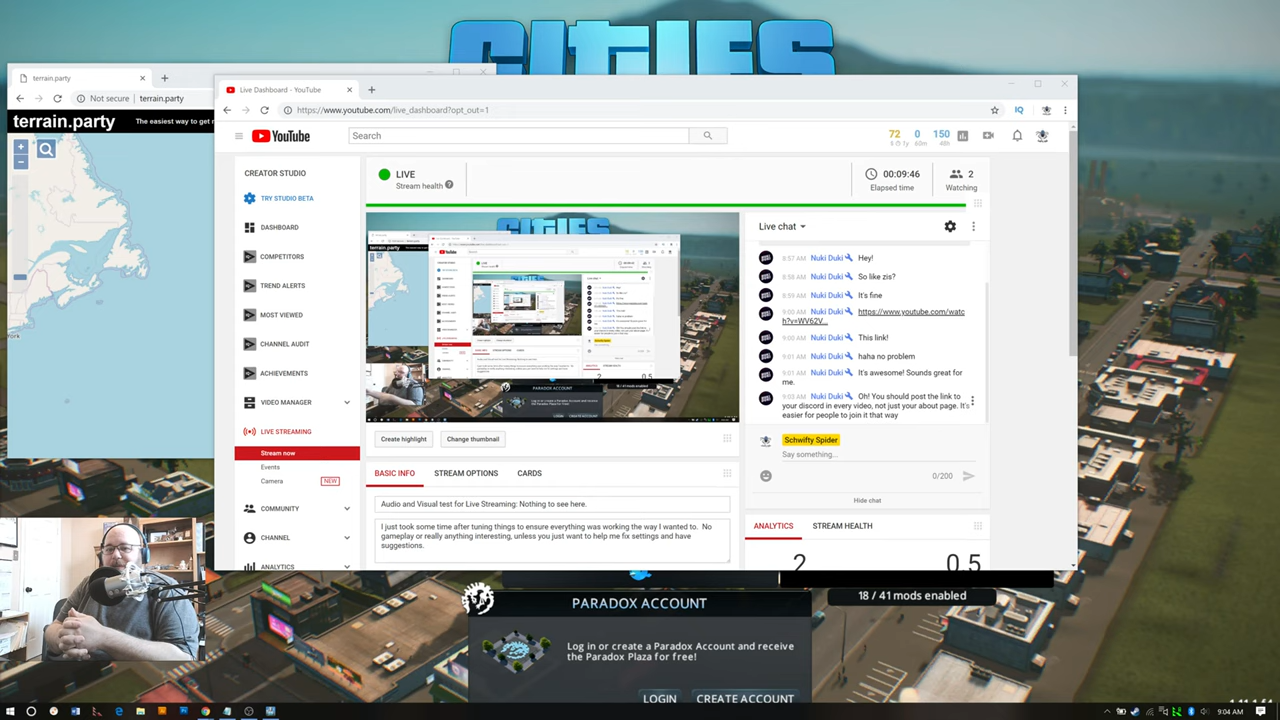 CITIES
terrain.party
Not secure
terrain.party
terrain.party
The easiest way to get
Live Dashboard - YouTube
https://www.youtube.com/live_dashboard?opt_out=1
IQ
YouTube
Search
72
0
150
6
1y
60m
48h
CREATOR STUDIO
TRY STUDIO BETA
DASHBOARD
COMPETITORS
TREND ALERTS
MOST VIEWED
CHANNEL AUDIT
ACHIEVEMENTS
VIDEO MANAGER
LIVE STREAMING
Stream now
Events
Camera
NEW
COMMUNITY
CHANNEL
ANALYTICS
LIVE
Stream health
00:09:46
Elapsed time
2
Watching
CITIES
Create highlight
Change thumbnail
BASIC INFO
STREAM OPTIONS
CARDS
Audio and Visual test for Live Streaming: Nothing to see here.
I just took some time after tuning things to ensure everything was working the way I wanted to. No
gameplay or really anything interesting, unless you just want to help me fix settings and have
suggestions.
Live chat
8:57 AM Nuki Duki Hey!
8:58 AM Nuki Duki So like zis?
8:59 AM Nuki Duki It's fine
9:00 AM Nuki Duki https://www.youtube.com/watc
h?v=WV62V...
9:00 AM Nuki Duki This link!
9:01 AM Nuki Duki haha no problem
9:01 AM Nuki Duki It's awesome! Sounds great for
me.
9:03 AM Nuki Duki Oh! You should post the link to
your discord in every video, not just your about page. It's
easier for people to join it that way
Schwifty Spider
Say something...
0/200
Hide chat
ANALYTICS
STREAM HEALTH
2
0.5
18 / 41 mods enabled
PARADOX ACCOUNT
Log in or create a Paradox Account and receive
the Paradox Plaza for free!
LOGIN
CREATE ACCOUNT
9:04 AM